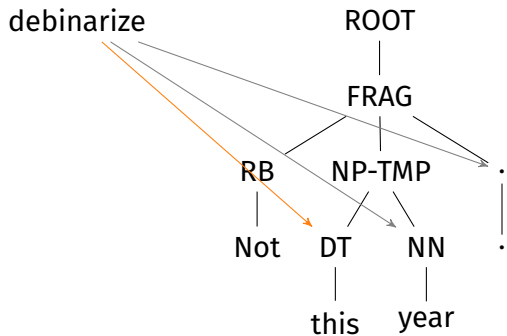 debinarize ROOT
FRAG
RB NP-TMP .
Not DT NN .
this year